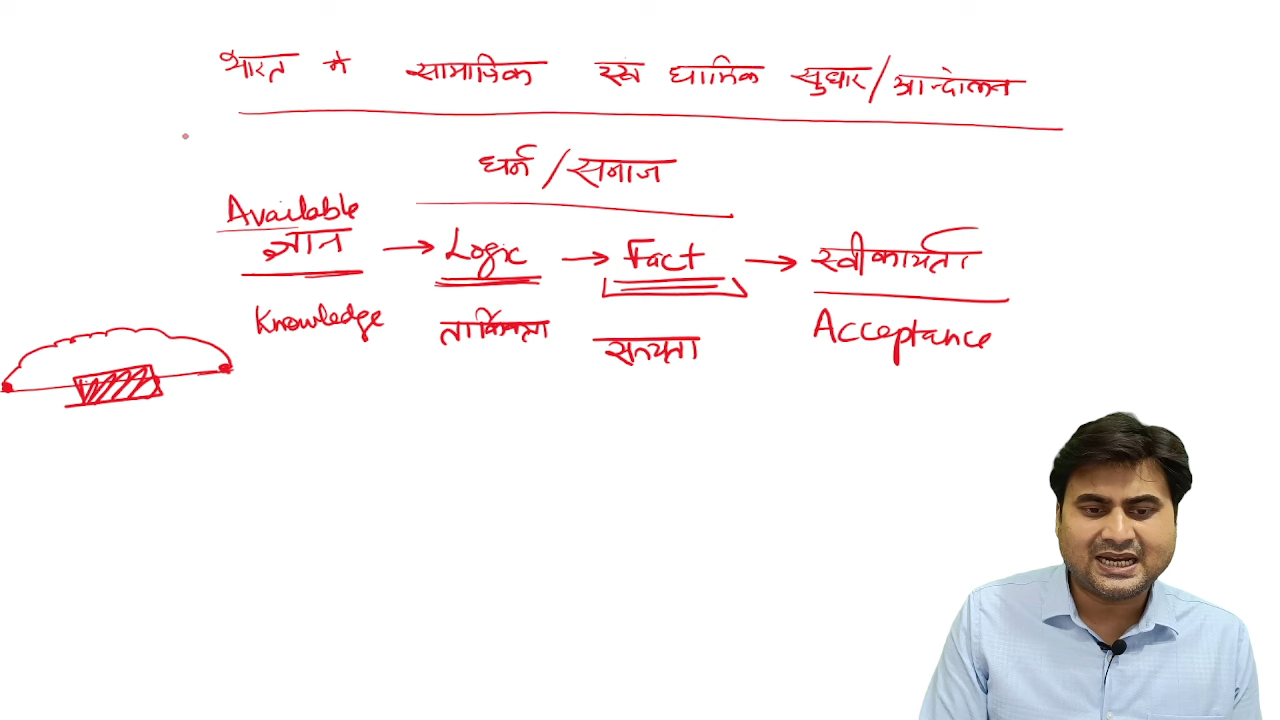 भारत में सामाजिक एवं धार्मिक सुधार/आन्दोलन
धर्म/समाज
Available
ज्ञान → Logic → Fact → स्वीकार्यता
Knowledge तार्किकता सत्यता Acceptance